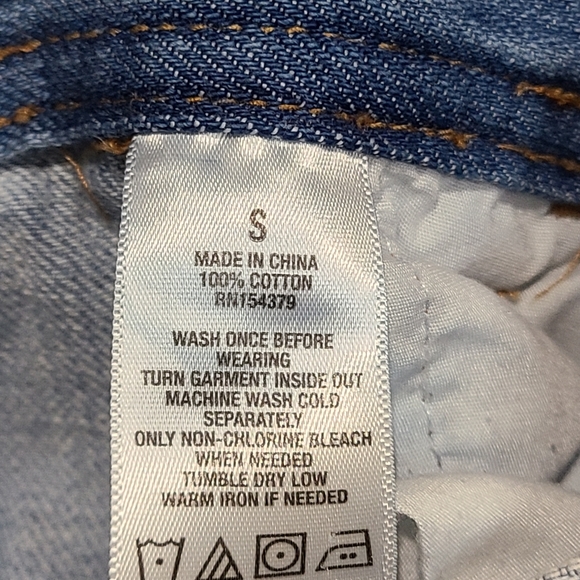 S
MADE IN CHINA
100% COTTON
RN154379
WASH ONCE BEFORE
WEARING
TURN GARMENT INSIDE OUT
MACHINE WASH COLD
SEPARATELY
ONLY NON-CHLORINE BLEACH
WHEN NEEDED
TUMBLE DRY LOW
WARM IRON IF NEEDED